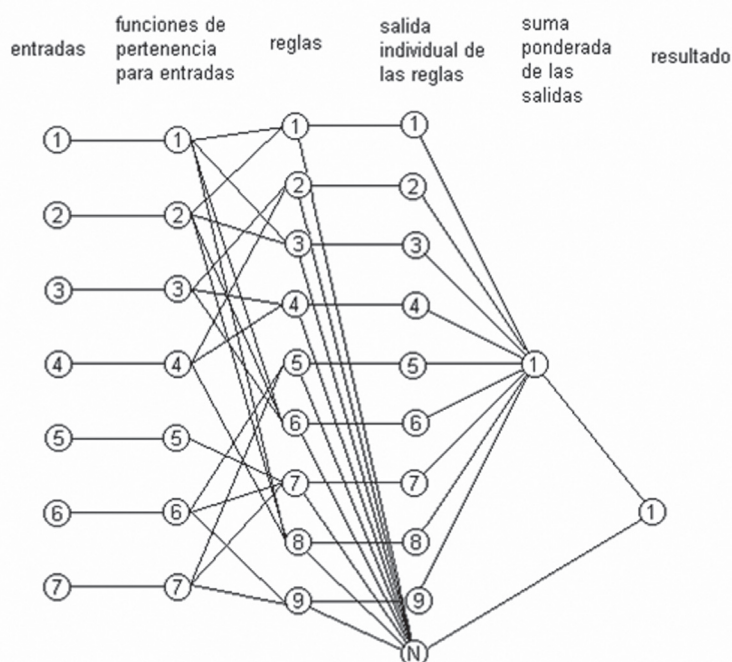 entradas
funciones de
pertenencia
para entradas
reglas
salida
individual de
las reglas
suma
ponderada
de las
salidas
resultado
1 1 1 1
2 2 2 2
3 3 3 3
4 4 4 4
5 5 5 5 1
6 6 6 6
7 7 7 7 1
8 8
9 9
N